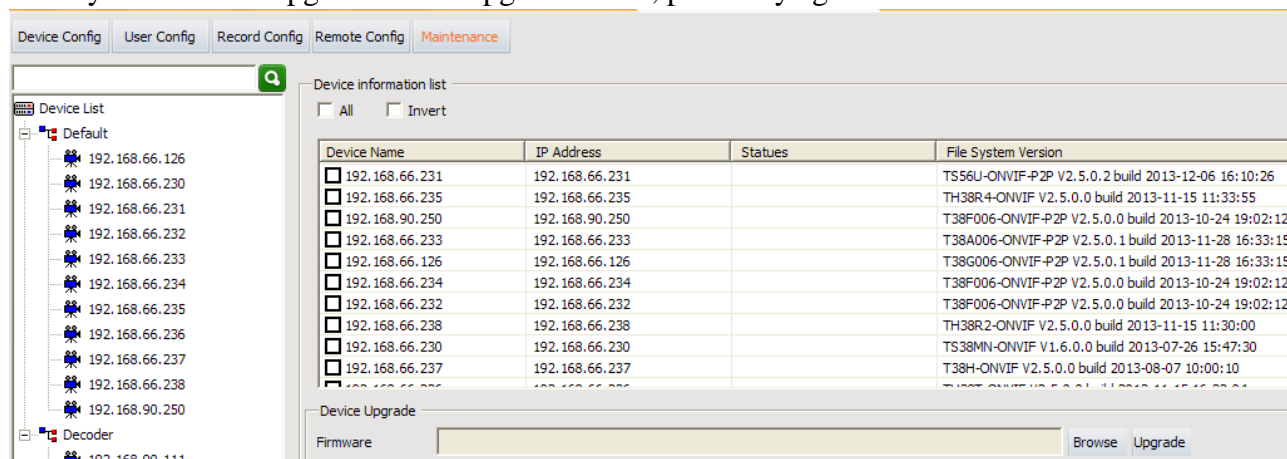 Device Config User Config Record Config Remote Config Maintenance
Device List
Default
192.168.66.126
192.168.66.230
192.168.66.231
192.168.66.232
192.168.66.233
192.168.66.234
192.168.66.235
192.168.66.236
192.168.66.237
192.168.66.238
192.168.90.250
Decoder
Device information list
All Invert
Device Name IP Address Statues File System Version
192.168.66.231 192.168.66.231 TS56U-ONVIF-P2P V2.5.0.2 build 2013-12-06 16:10:26
192.168.66.235 192.168.66.235 TH38R4-ONVIF V2.5.0.0 build 2013-11-15 11:33:55
192.168.90.250 192.168.90.250 T38F006-ONVIF-P2P V2.5.0.0 build 2013-10-24 19:02:12
192.168.66.233 192.168.66.233 T38A006-ONVIF-P2P V2.5.0.1 build 2013-11-28 16:33:15
192.168.66.126 192.168.66.126 T38G006-ONVIF-P2P V2.5.0.1 build 2013-11-28 16:33:15
192.168.66.234 192.168.66.234 T38F006-ONVIF-P2P V2.5.0.0 build 2013-10-24 19:02:12
192.168.66.232 192.168.66.232 T38F006-ONVIF-P2P V2.5.0.0 build 2013-10-24 19:02:12
192.168.66.238 192.168.66.238 TH38R2-ONVIF V2.5.0.0 build 2013-11-15 11:30:00
192.168.66.230 192.168.66.230 TS38MN-ONVIF V1.6.0.0 build 2013-07-26 15:47:30
192.168.66.237 192.168.66.237 T38H-ONVIF V2.5.0.0 build 2013-08-07 10:00:10
Device Upgrade
Firmware Browse Upgrade